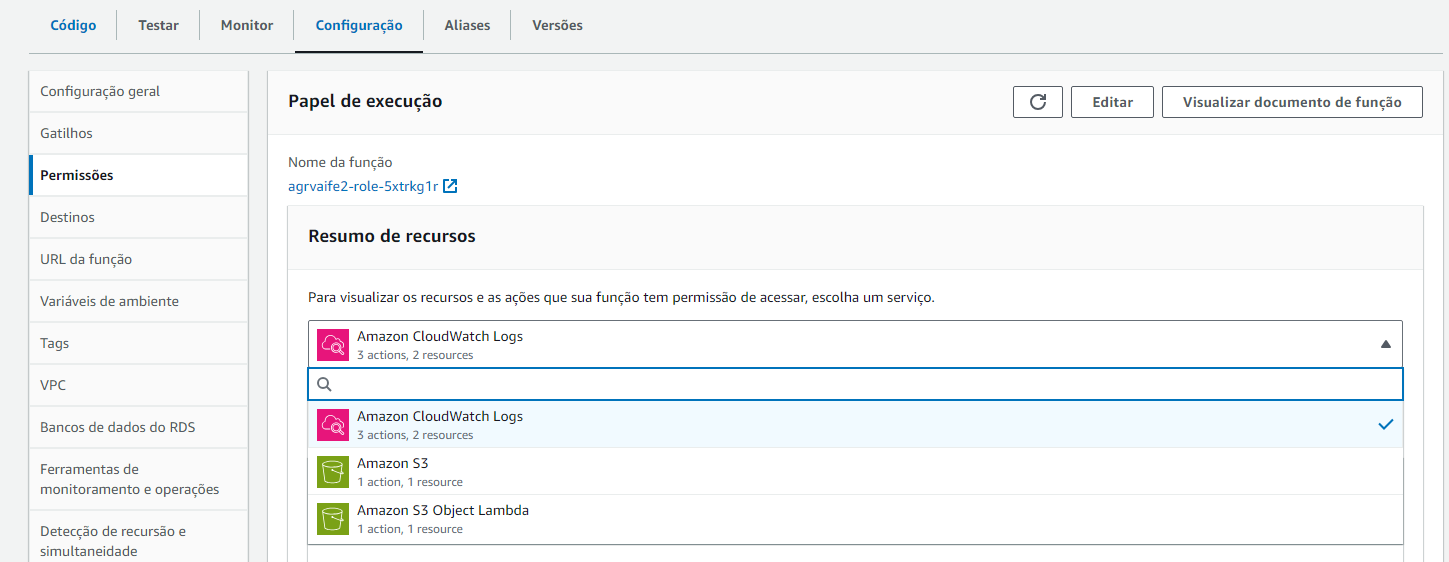 Código
Testar
Monitor
Configuração
Aliases
Versões
Configuração geral
Gatilhos
Permissões
Destinos
URL da função
Variáveis de ambiente
Tags
VPC
Bancos de dados do RDS
Ferramentas de
monitoramento e operações
Detecção de recursão e
simultaneidade
Papel de execução
Editar
Visualizar documento de função
Nome da função
agrvaife2-role-5xtrkg1r
Resumo de recursos
Para visualizar os recursos e as ações que sua função tem permissão de acessar, escolha um serviço.
Amazon CloudWatch Logs
3 actions, 2 resources
Amazon CloudWatch Logs
3 actions, 2 resources
Amazon S3
1 action, 1 resource
Amazon S3 Object Lambda
1 action, 1 resource